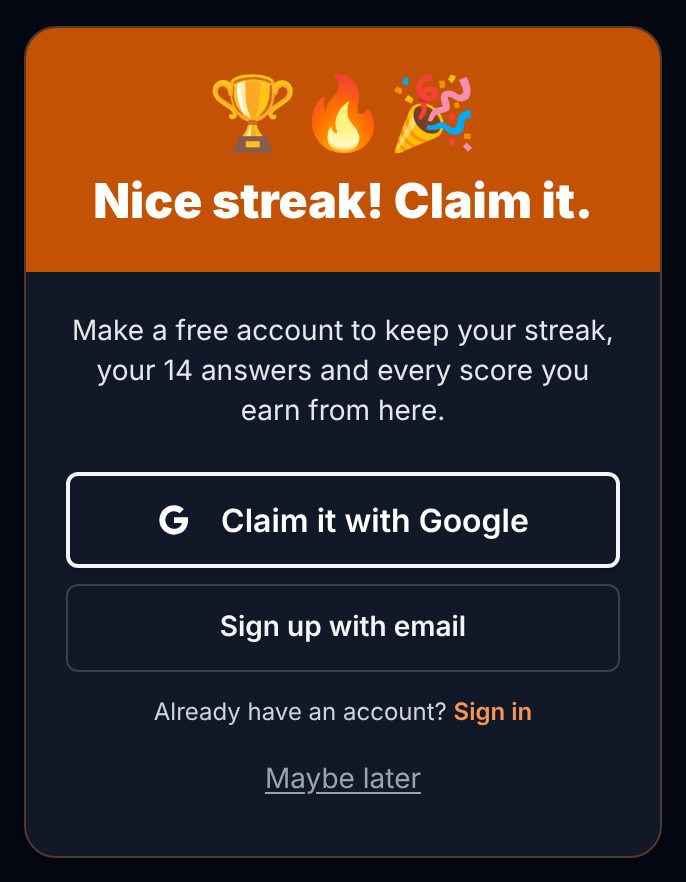 Nice streak! Claim it.
Make a free account to keep your streak,
your 14 answers and every score you
earn from here.
Claim it with Google
Sign up with email
Already have an account? Sign in
Maybe later